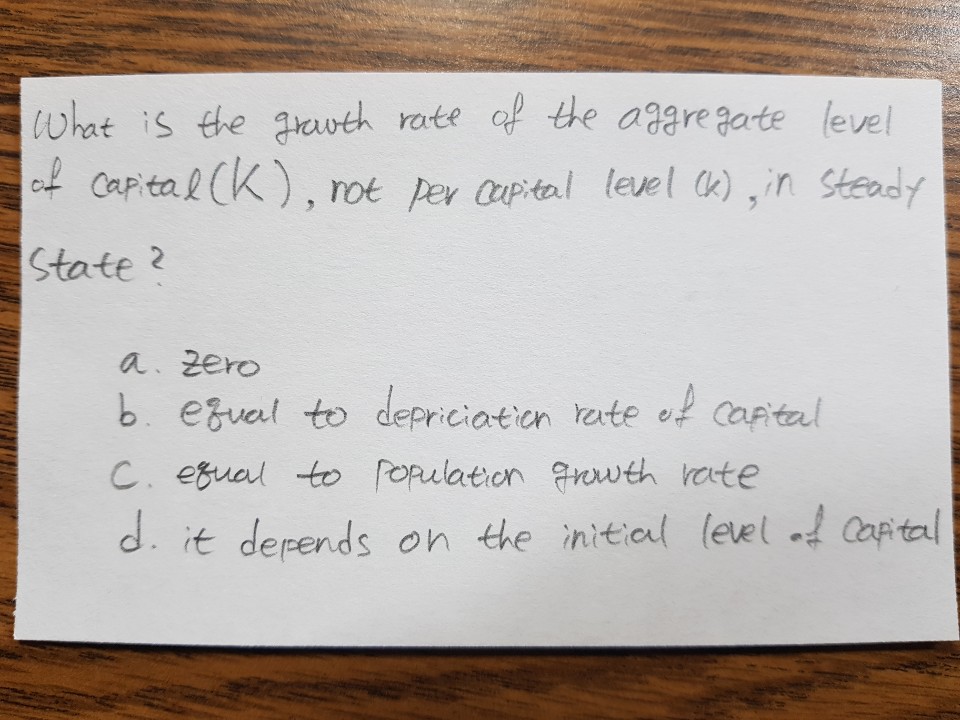 What is the growth rate of the aggregate level
of capital (K), not per capital level (k), in steady
state?
a. zero
b. equal to depriciation rate of capital
c. equal to population growth rate
d. it depends on the initial level of capital